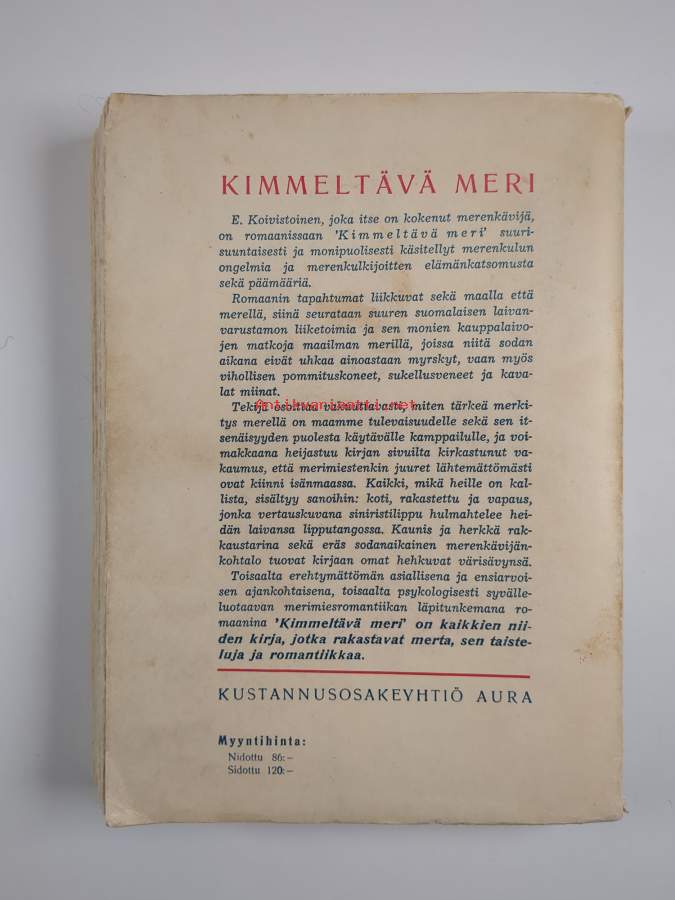 KIMMELTÄVÄ MERI
E. Koivistoinen, joka itse on kokenut merenkävijä,
on romaanissaan 'Kimmeltävä meri' suuri-
suuntaisesti ja monipuolisesti käsitellyt merenkulun
ongelmia ja merenkulkijoitten elämänkatsomusta
sekä päämääriä.
Romaanin tapahtumat liikkuvat sekä maalla että
merellä, siinä seurataan suuren suomalaisen laivan-
varustamon liiketoimia ja sen monien kauppalaivo-
jen matkoja maailman merillä, joissa niitä sodan
aikana eivät uhkaa ainoastaan myrskyt, vaan myös
vihollisen pommituskoneet, sukellusveneet ja kava-
lat miinat.
Antikvariaatti.net
Tekijä osoittaa vakuuttavasti, miten tärkeä merki-
tys merellä on maamme tulevaisuudelle sekä sen it-
senäisyyden puolesta käytävälle kamppailulle, ja voi-
makkaana heijastuu kirjan sivuilta kirkastunut va-
kaumus, että merimiestenkin juuret lähtemättömästi
ovat kiinni isänmaassa. Kaikki, mikä heille on kal-
lista, sisältyy sanoihin: koti, rakastettu ja vapaus,
jonka vertauskuvana siniristilippu hulmahtelee hei-
dän laivansa lipputangossa. Kaunis ja herkkä rak-
kaustarina sekä eräs sodanaikainen merenkävijän-
kohtalo tuovat kirjaan omat hehkuvat värisävynsä.
Toisaalta erehtymättömän asiallisena ja ensiarvoi-
sen ajankohtaisena, toisaalta psykologisesti syvälle-
luotaavan merimiesromantiikan läpitunkemana ro-
maanina 'Kimmeltävä meri' on kaikkien nii-
den kirja, jotka rakastavat merta, sen taiste-
luja ja romantiikkaa.
KUSTANNUSOSAKEYHTIÖ AURA
Myyntihinta:
Nidottu 86:–
Sidottu 120:–